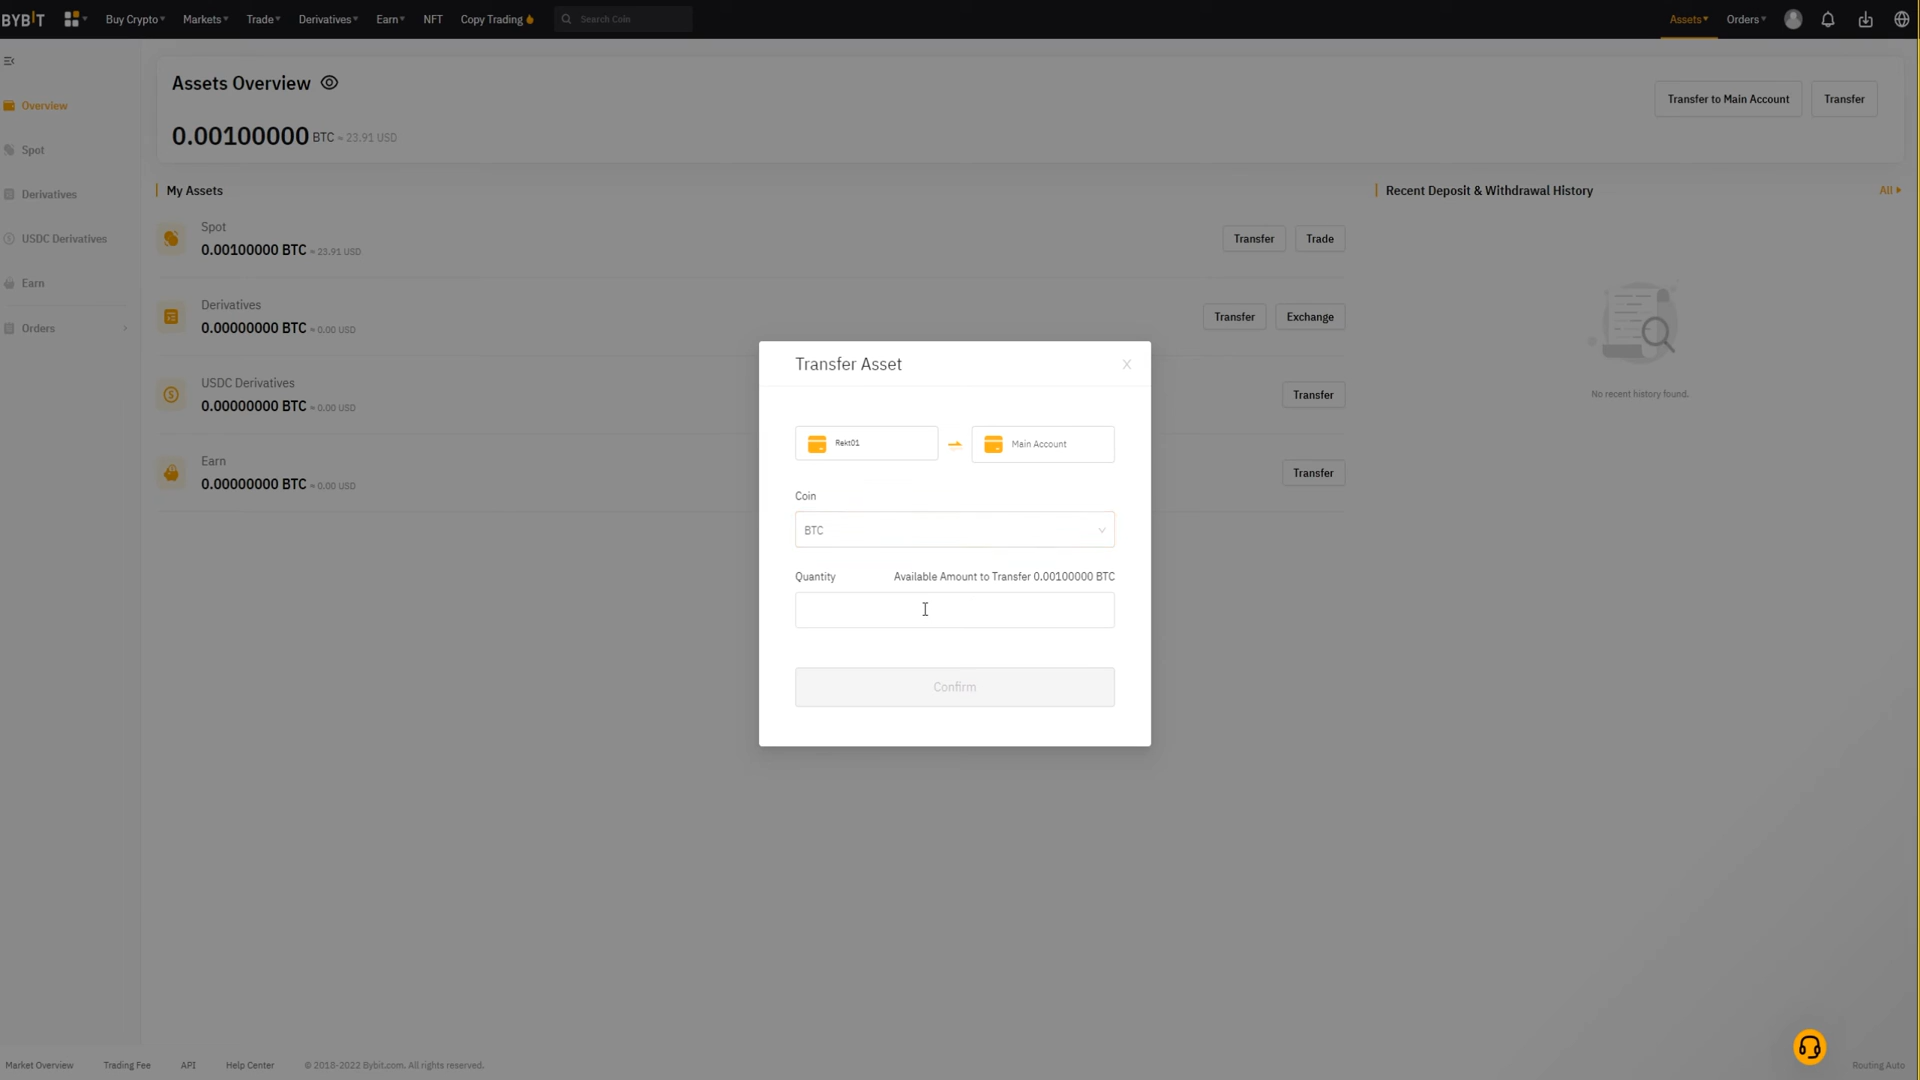 BYBIT
Buy Crypto Markets Trade Derivatives Earn NFT Copy Trading Search Coin Assets Orders
Assets Overview
0.00100000 BTC ≈ 23.91 USD
Transfer to Main Account Transfer
Overview
Spot
Derivatives
USDC Derivatives
Earn
Orders
My Assets
Spot
0.00100000 BTC ≈ 23.91 USD
Transfer Trade
Derivatives
0.00000000 BTC ≈ 0.00 USD
Transfer Exchange
USDC Derivatives
0.00000000 BTC ≈ 0.00 USD
Transfer
Earn
0.00000000 BTC ≈ 0.00 USD
Transfer
Recent Deposit & Withdrawal History All
No recent history found.
Transfer Asset X
Rekt01 Main Account
Coin
BTC
Quantity Available Amount to Transfer 0.00100000 BTC
Confirm
Market Overview Trading Fee API Help Center © 2018-2022 Bybit.com. All rights reserved. Routing Auto